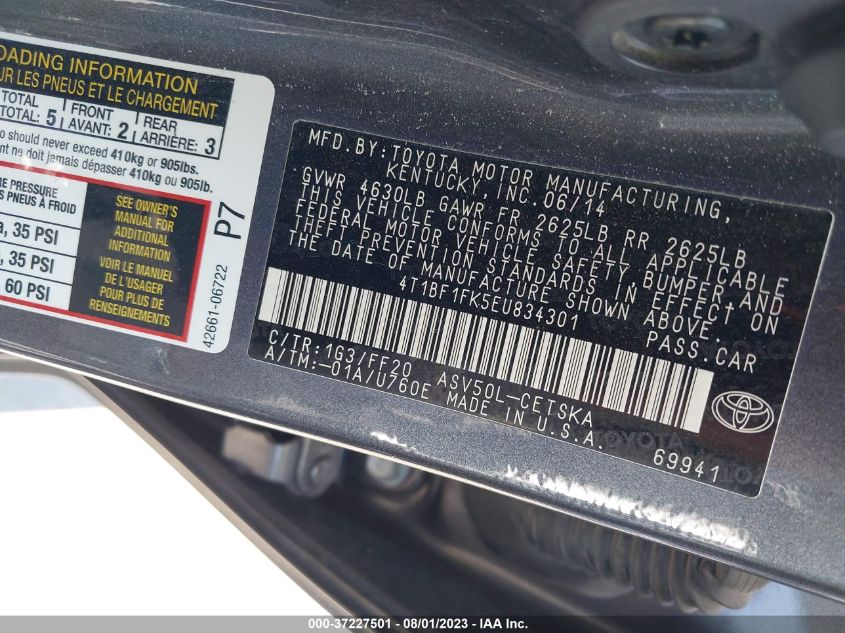 OADING INFORMATION
UR LES PNEUS ET LE CHARGEMENT
TOTAL
TOTAL: 5
FRONT
AVANT: 2
REAR
ARRIÈRE: 3
o should never exceed 410kg or 905lbs.
nt ne doit jamais dépasser 410kg ou 905lb.
E PRESSURE
S PNEUS À FROID
a, 35 PSI
a, 35 PSI
60 PSI
SEE OWNER'S
MANUAL FOR
ADDITIONAL
INFORMATION
VOIR LE MANUEL
DE L'USAGER
POUR PLUS DE
RENSEIGNEMENTS
P7
42661-06722
MFD.BY:TOYOTA MOTOR MANUFACTURING,
KENTUCKY INC.06/14
GVWR 4630LB GAWR FR 2625LB RR 2625LB
THIS VEHICLE CONFORMS TO ALL APPLICABLE
FEDERAL MOTOR VEHICLE SAFETY BUMPER,AND
THEFT PREVENTION STANDARDS IN EFFECT ON
THE DATE OF MANUFACTURE SHOWN ABOVE.
4T1BF1FK5EU834301 PASS.CAR
C/TR:1G3/FF20 ASV50L-CETSKA
A/TM:-01A/U760E MADE IN U.S.A.
TOYOTA
69941
000-37227501 - 08/01/2023 - IAA Inc.